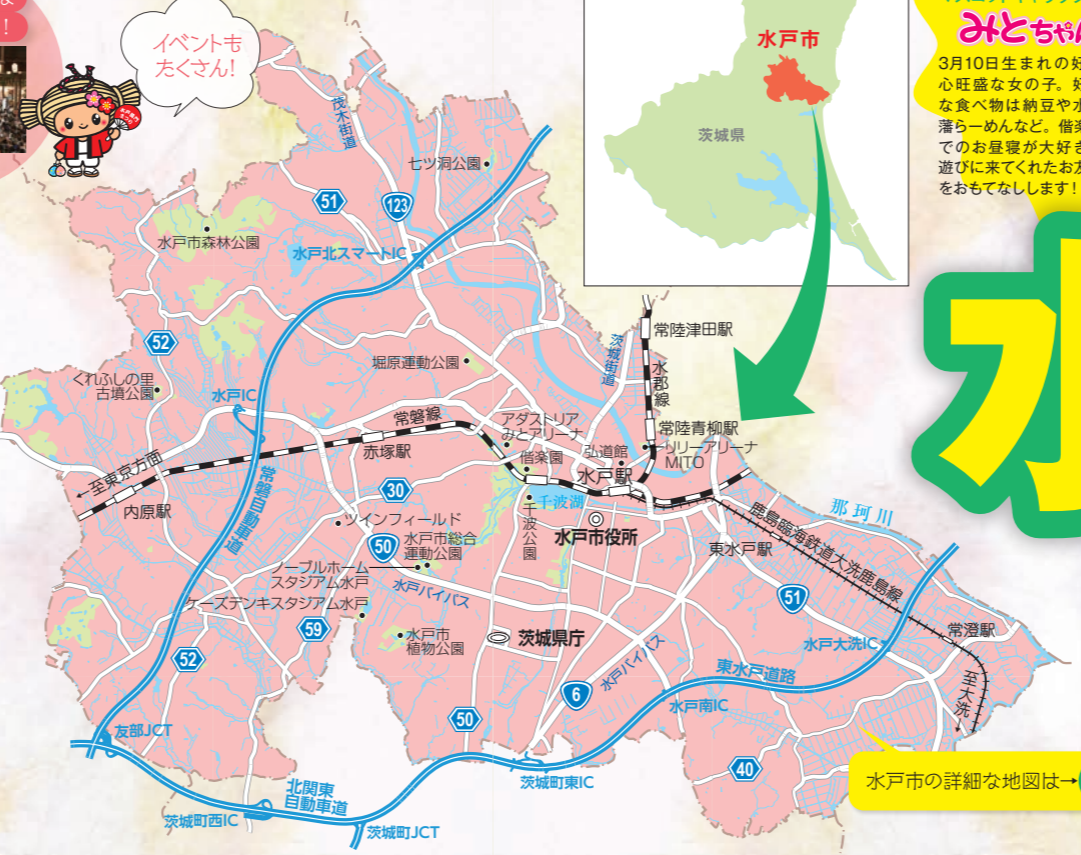 !
イベントも
たくさん!
水戸市
茨城県
みとちゃん
3月10日生まれの好
心旺盛な女の子。好
な食べ物は納豆や水
藩らーめんなど。偕楽
でのお昼寝が大好き
遊びに来てくれたお友
をおもてなしします!
水
茂木街道
七ツ洞公園
51
123
水戸市森林公園
水戸北スマートIC
常陸津田駅
52
堀原運動公園
茨城街道
水郡線
くれふしの里
古墳公園
水戸IC
常磐線
アダストリア
みとアリーナ
常陸青柳駅
赤塚駅
偕楽園
弘道館
リリーアリーナ
MITO
至東京方面
水戸駅
内原駅
30
千波湖
那珂川
常磐自動車道
ツインフィールド
千波公園
水戸市役所
鹿島臨海鉄道大洗鹿島線
50
水戸市総合
運動公園
東水戸駅
ノーブルホーム
スタジアム水戸
水戸バイパス
ケーズデンキスタジアム水戸
51
59
水戸市
植物公園
茨城県庁
常澄駅
水戸大洗IC
52
水戸バイパス
東水戸道路
至大洗
6
水戸南IC
50
友部JCT
40
水戸市の詳細な地図は→
北関東
自動車道
茨城町東IC
茨城町西IC
茨城町JCT